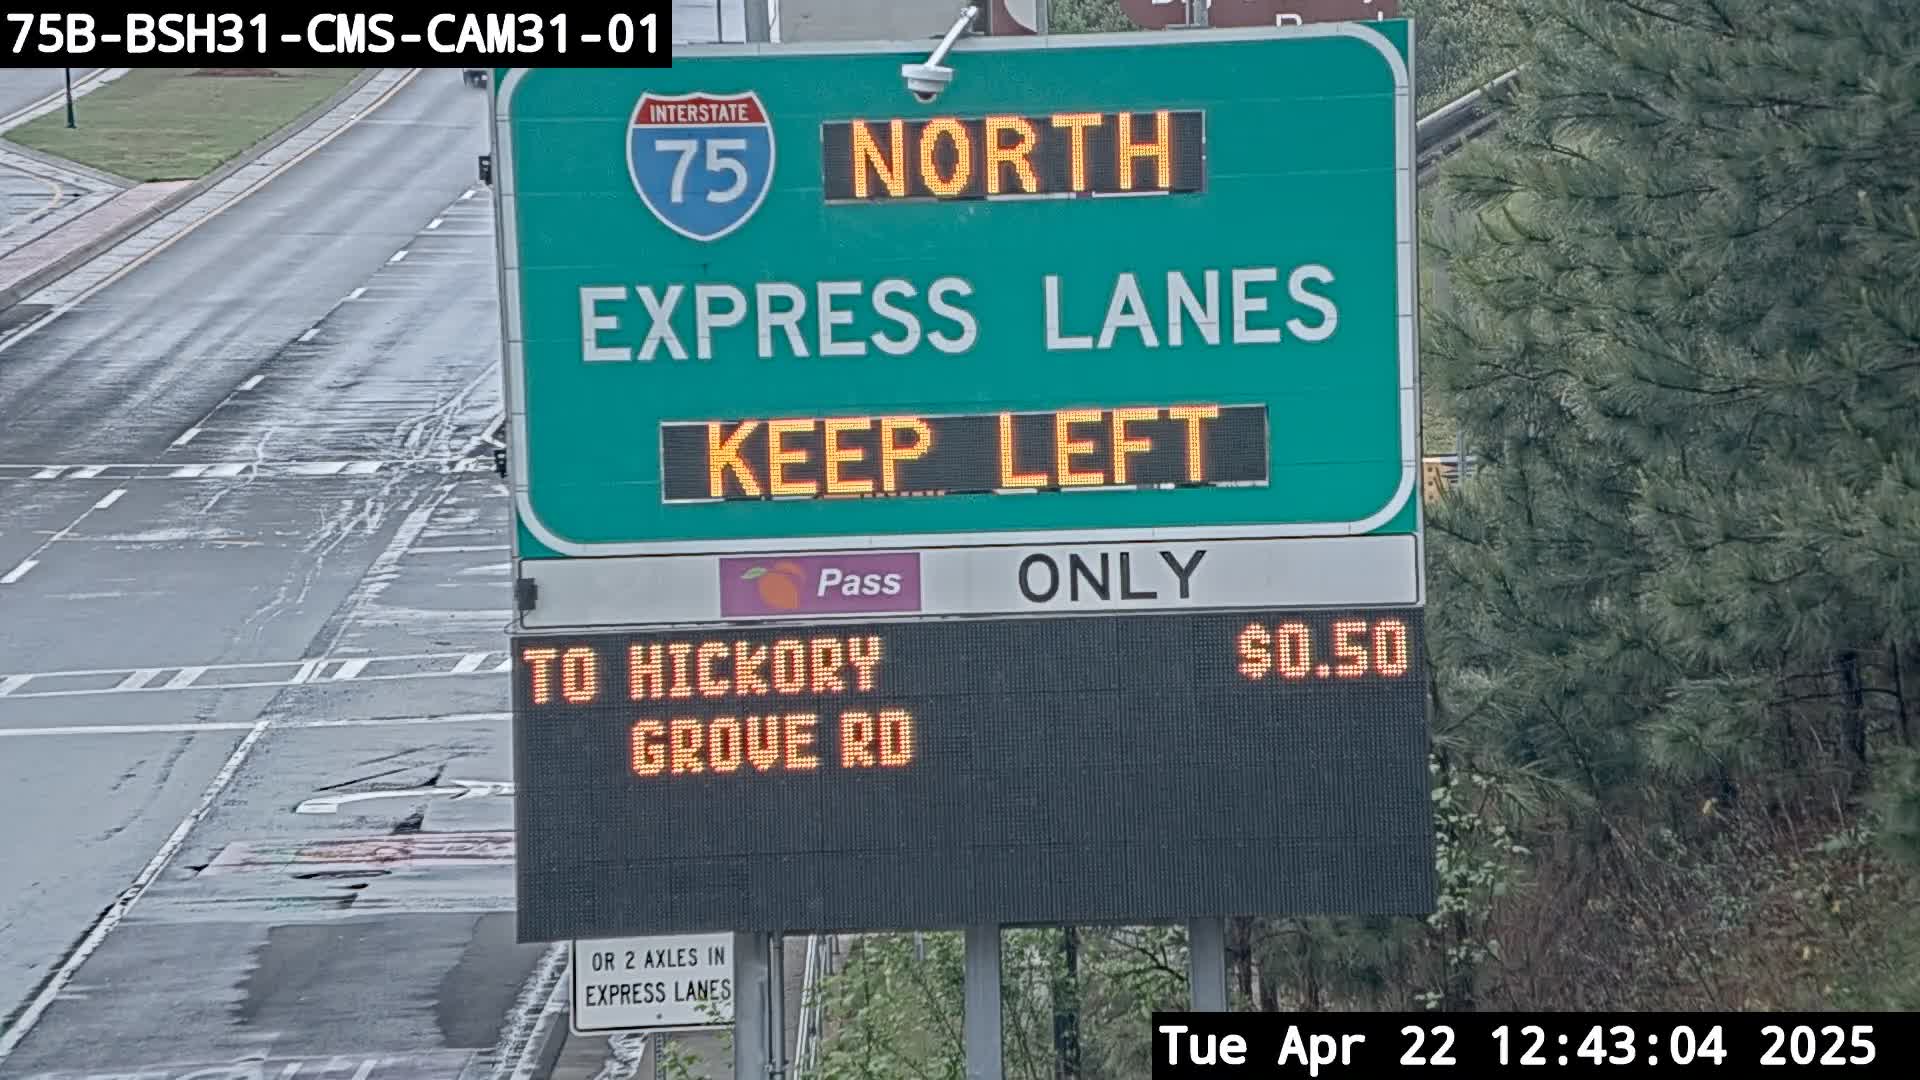 75B-BSH31-CMS-CAM31-01
INTERSTATE
75
NORTH
EXPRESS LANES
KEEP LEFT
Pass
ONLY
TO HICKORY $0.50
GROVE RD
OR 2 AXLES IN
EXPRESS LANES
Tue Apr 22 12:43:04 2025